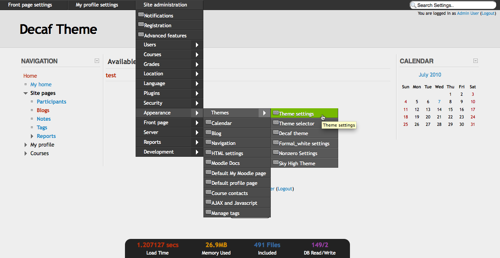 Front page settings
My profile settings
Site administration
Search Settings..
You are logged in as Admin User (Logout)
Decaf Theme
Notifications
Registration
Advanced features
Users
Courses
Grades
Location
Language
Plugins
Security
Appearance
Front page
Server
Reports
Development
Themes
Calendar
Blog
Navigation
HTML settings
Moodle Docs
Default My Moodle page
Default profile page
Course contacts
AJAX and Javascript
Manage tags
Theme settings
Theme selector
Decaf theme
Formal_white settings
Nonzero Settings
Sky High Theme
Theme settings
NAVIGATION
Home
My home
Site pages
Participants
Blogs
Notes
Tags
Reports
My profile
Courses
Available
test
CALENDAR
July 2010
Sun Mon Tue Wed Thu Fri Sat
1 2 3
4 5 6 7 8 9 10
11 12 13 14 15 16 17
18 19 20 21 22 23 24
25 26 27 28 29 30 31
(Logout)
1.207127 secs
Load Time
26.9MB
Memory Used
491 Files
Included
149/2
DB Read/Write